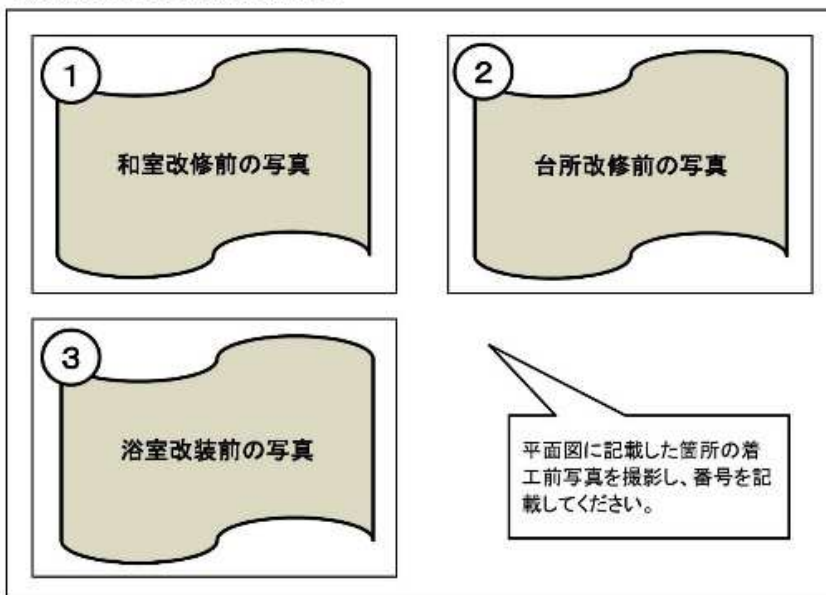 1
和室改修前の写真
2
台所改修前の写真
3
浴室改装前の写真
平面図に記載した箇所の着
工前写真を撮影し、番号を記
載してください。